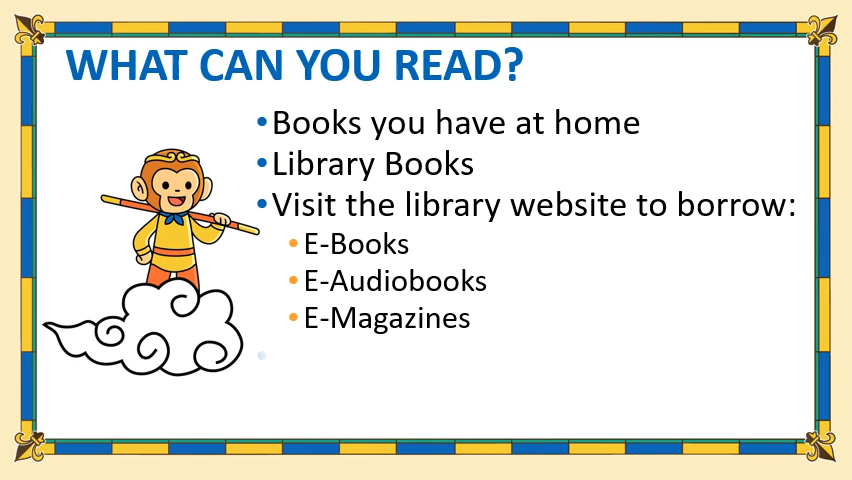 WHAT CAN YOU READ?
•Books you have at home
•Library Books
•Visit the library website to borrow:
•E-Books
•E-Audiobooks
•E-Magazines